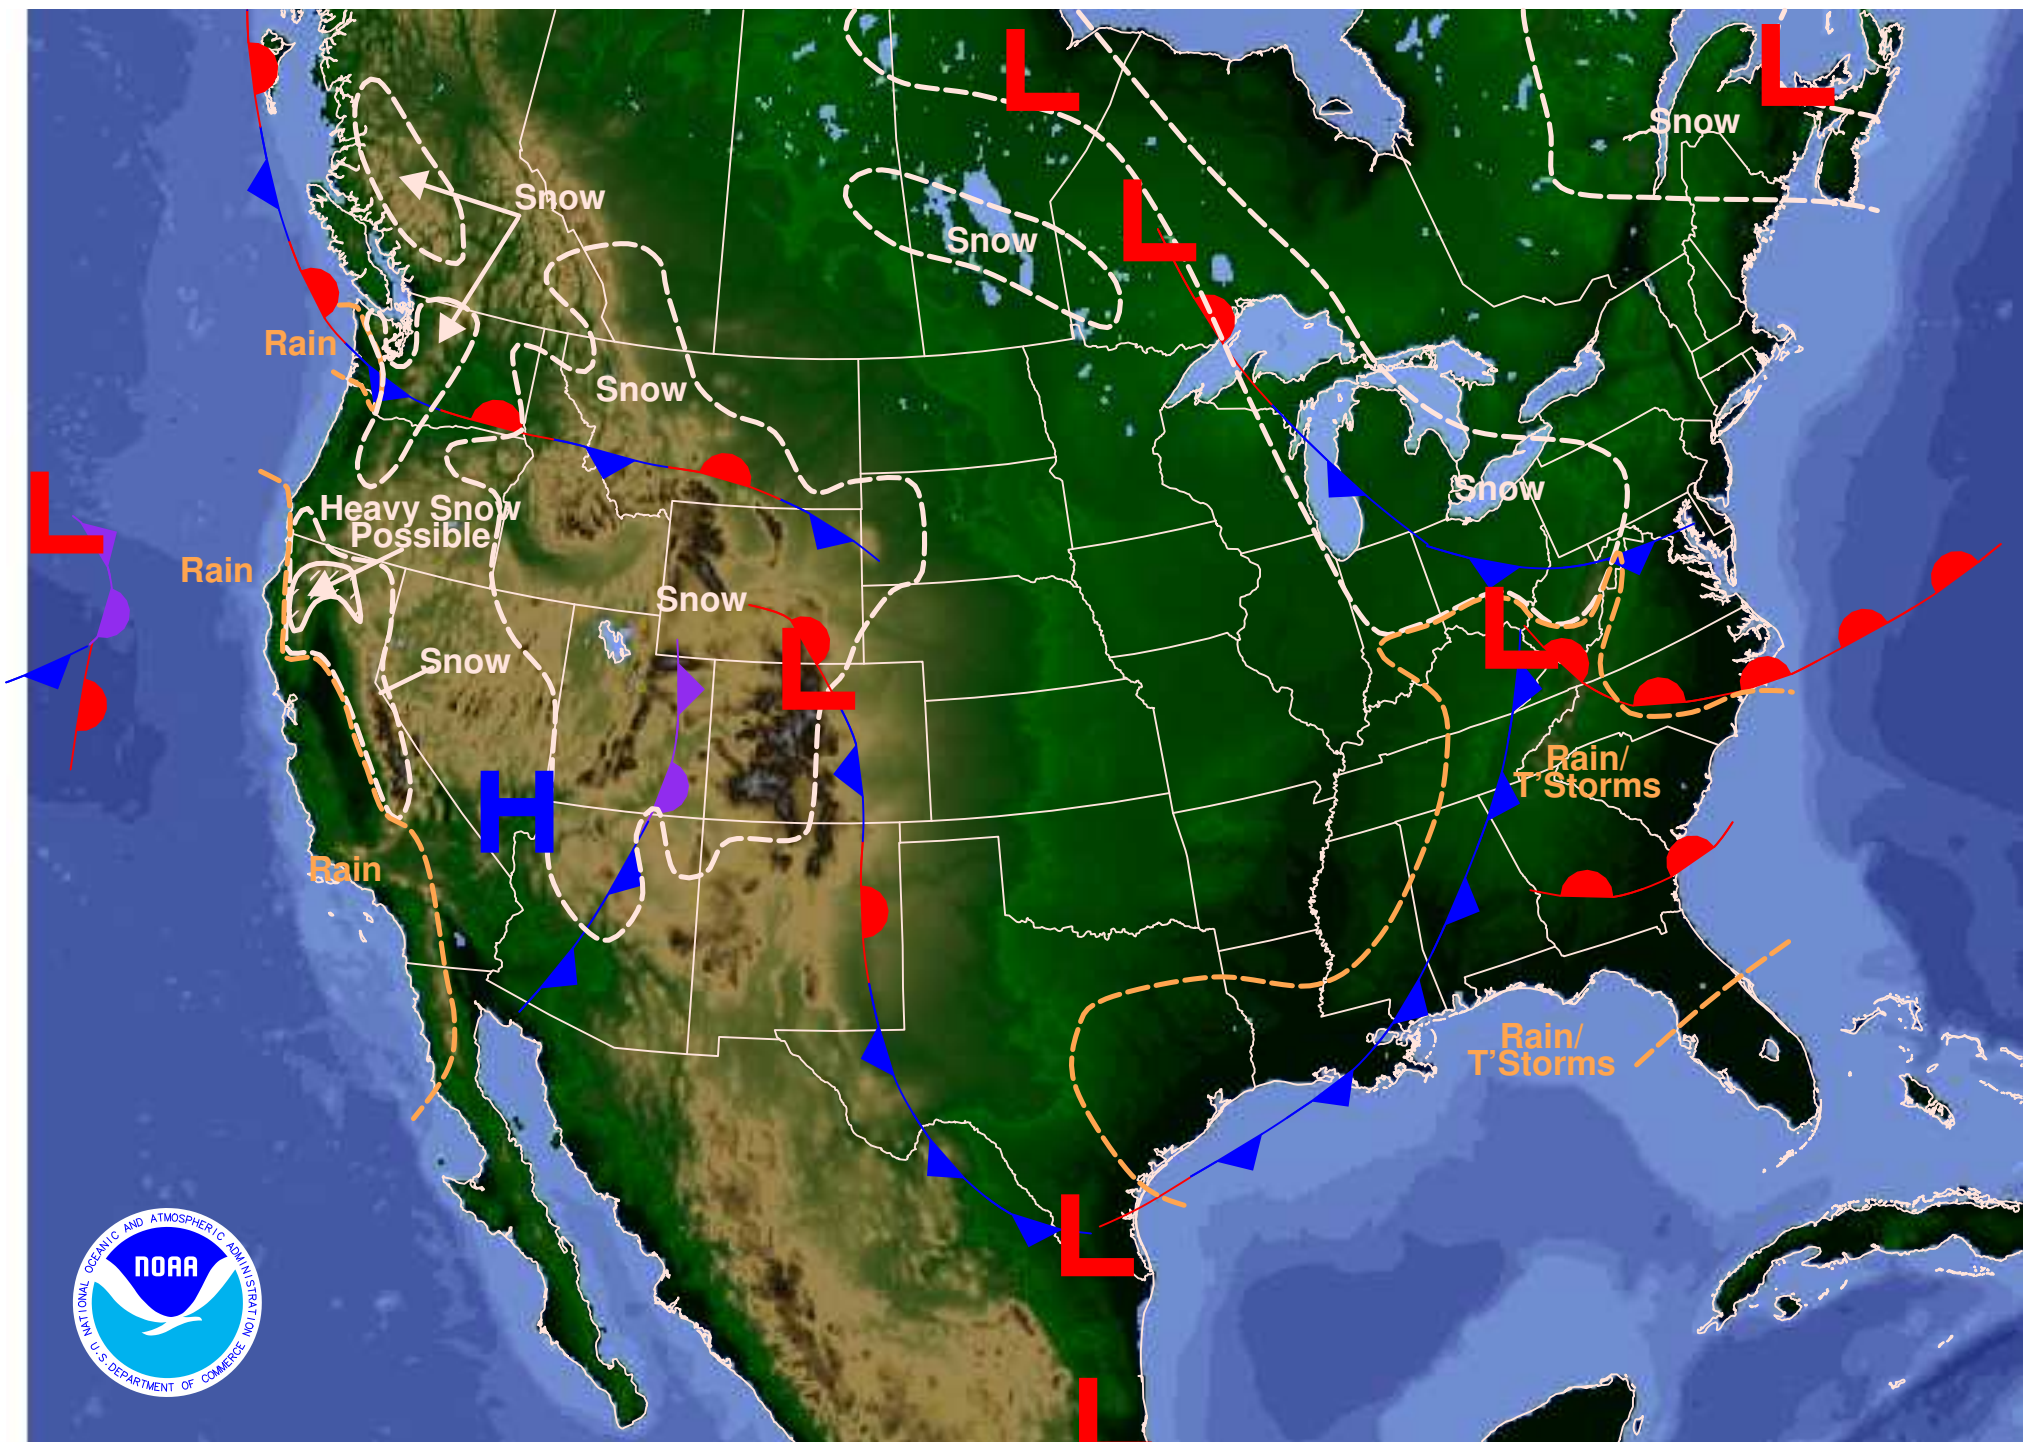 L
L
L
Snow
Snow
Snow
L
Rain
Snow
L
Heavy Snow
Possible
Snow
Rain
Snow
L
Snow
L
Rain/
T'Storms
H
Rain
Rain/
T'Storms
L
L
NATIONAL OCEANIC AND ATMOSPHERIC ADMINISTRATION
NOAA
U.S. DEPARTMENT OF COMMERCE